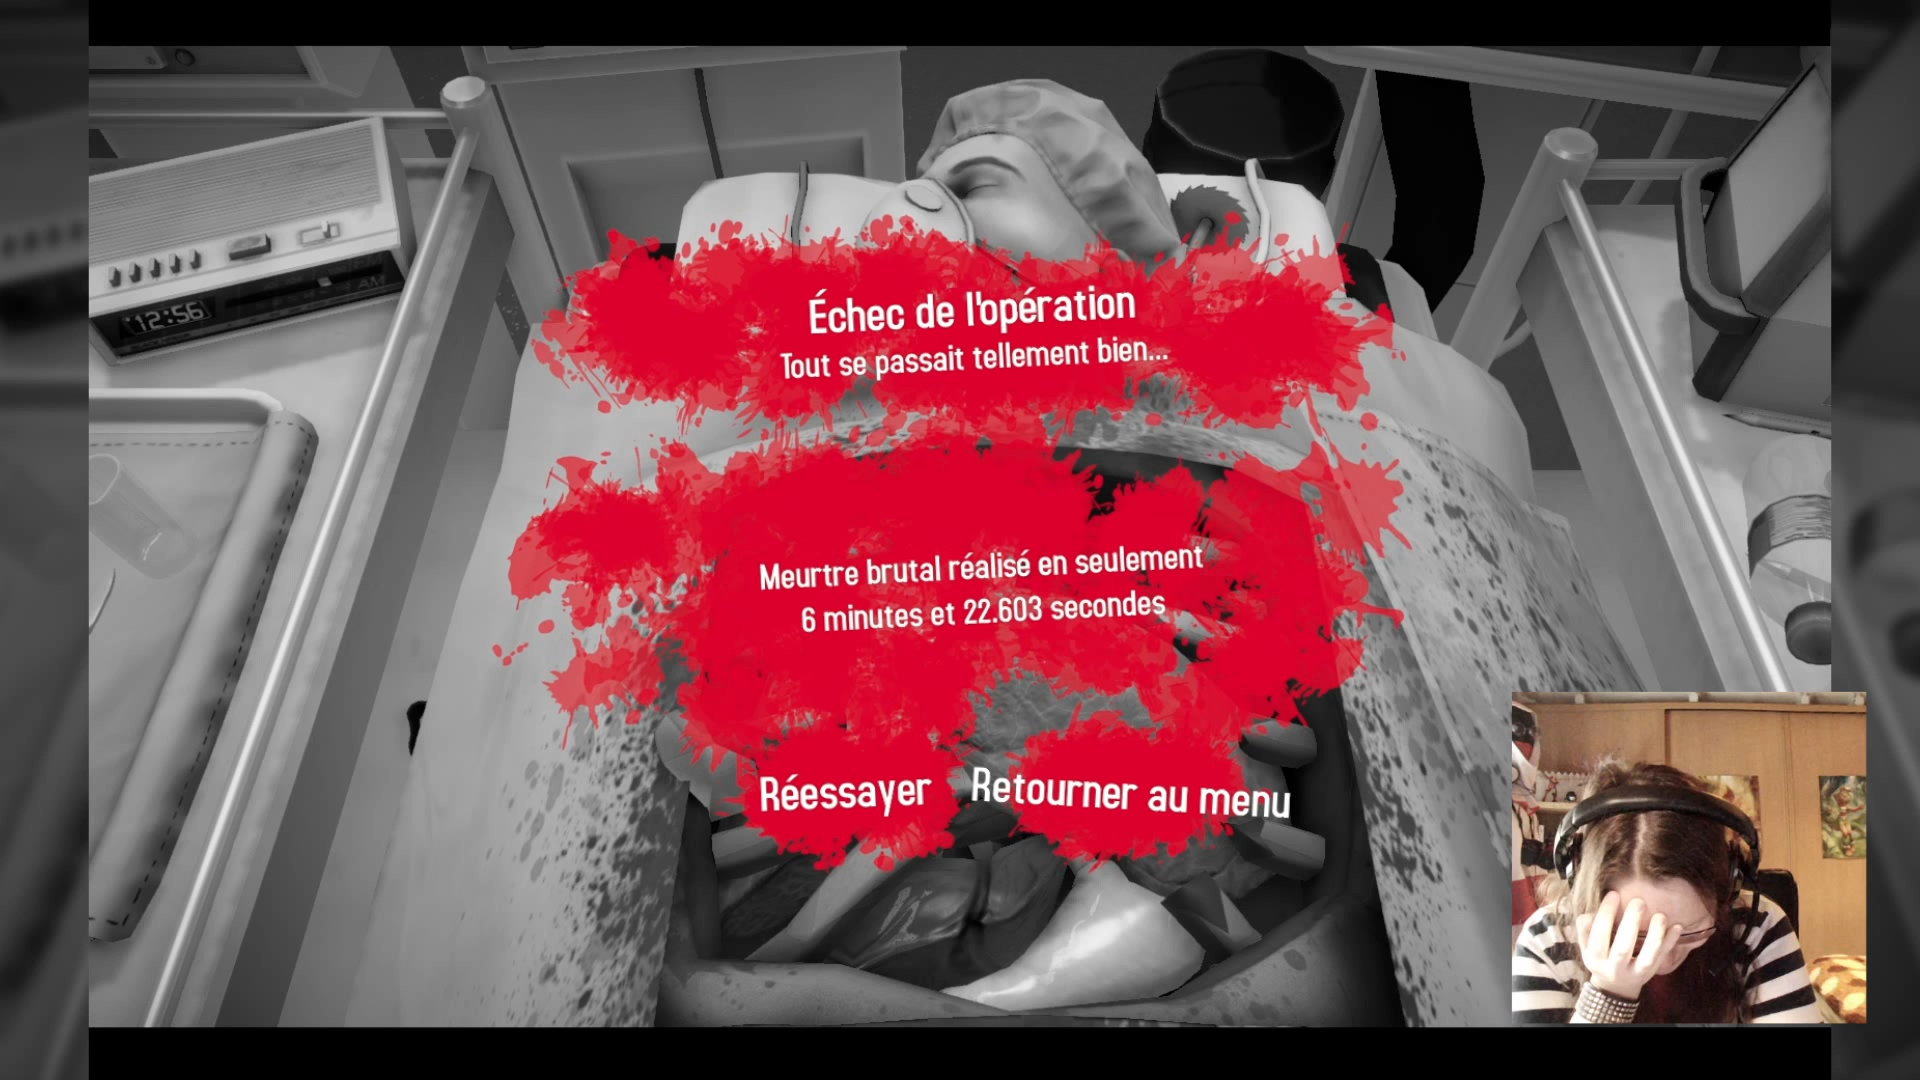 Échec de l'opération
Tout se passait tellement bien...
12:56
AM
Meurtre brutal réalisé en seulement
6 minutes et 22.603 secondes
Réessayer
Retourner au menu